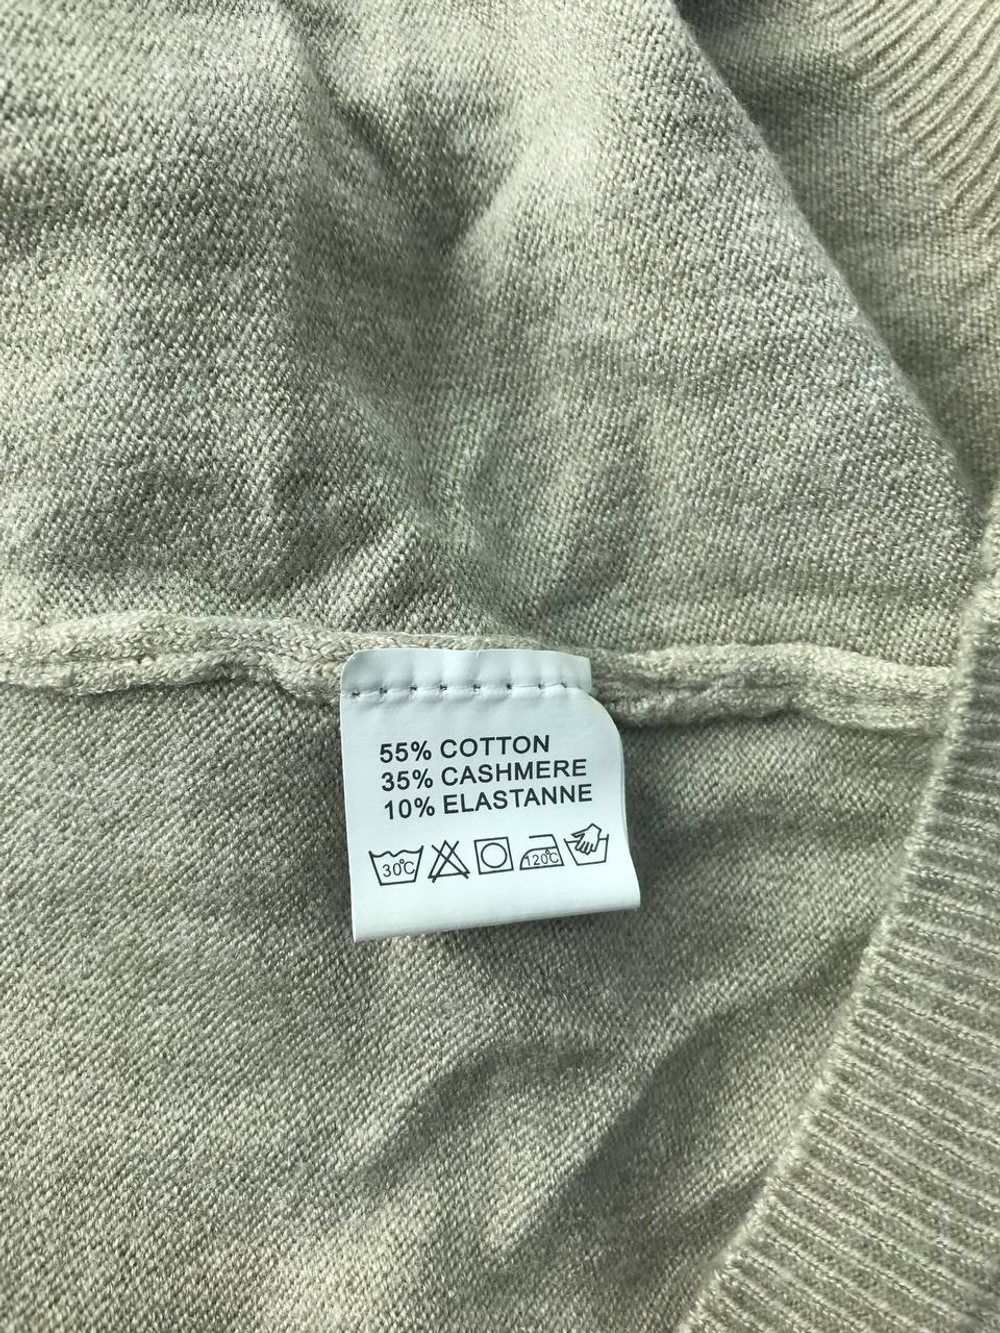 55% COTTON
35% CASHMERE
10% ELASTANNE
30℃ 120℃